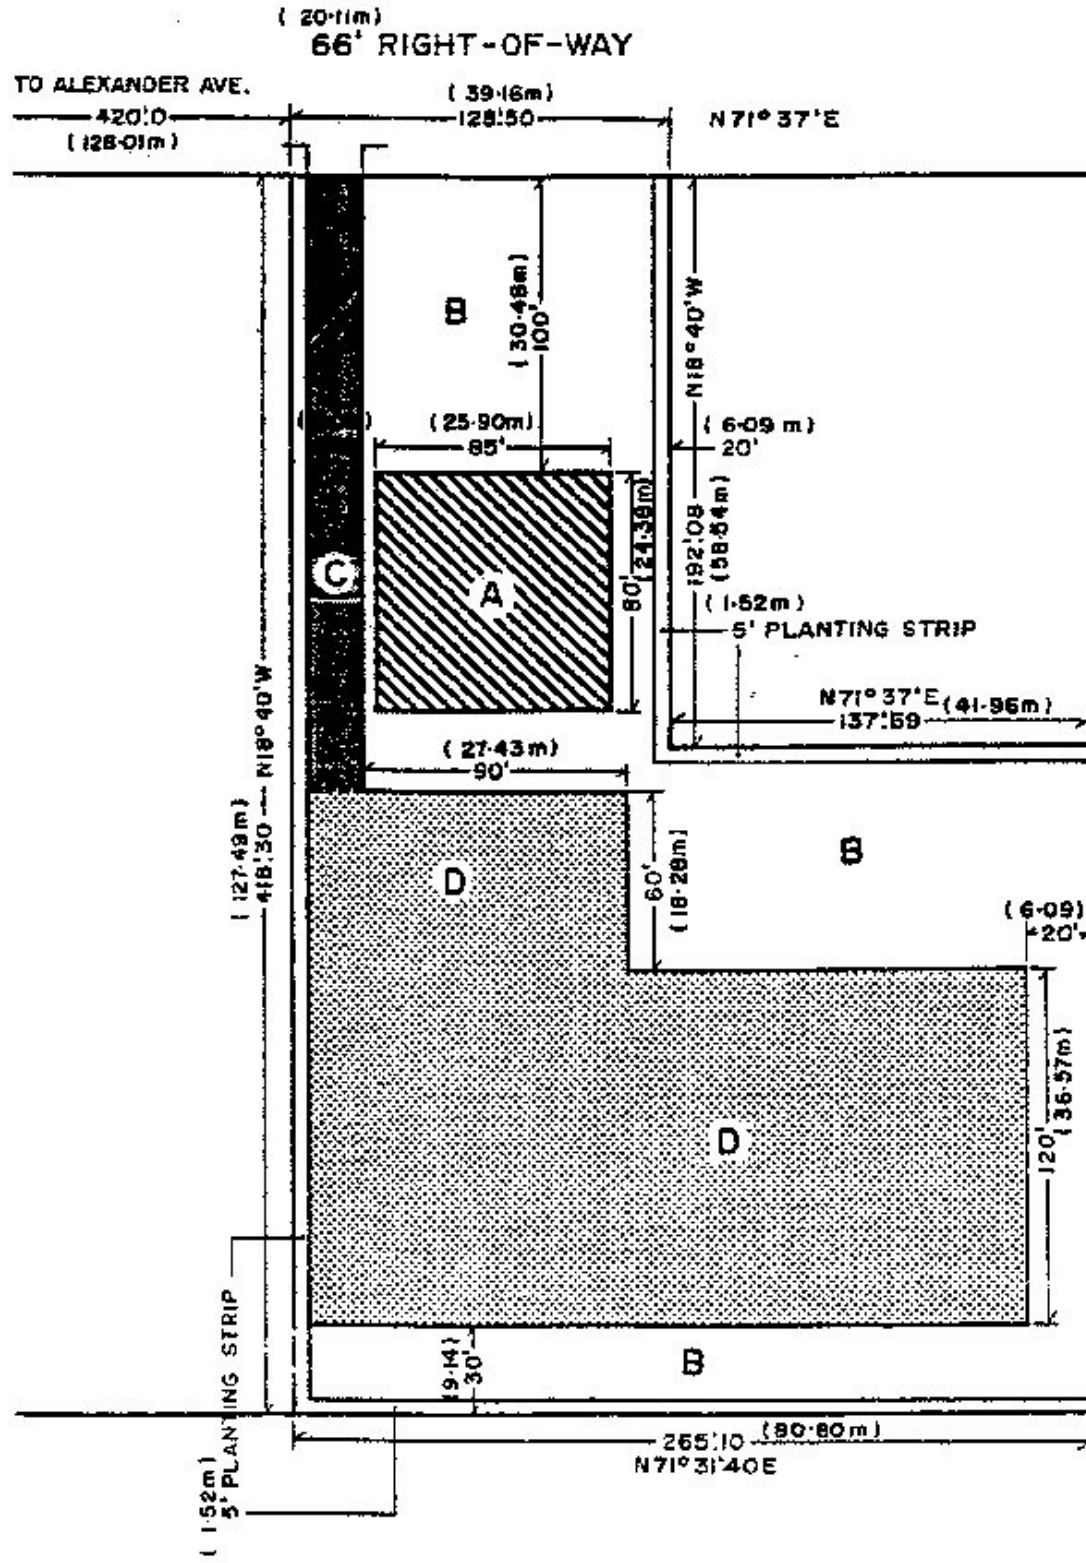 ( 20·11m)
66' RIGHT-OF-WAY
TO ALEXANDER AVE.
420!0
( 128·01m )
( 39·16m)
128!50
N71° 37'E
B
( 30·48m)
100'
N18°40'W
192!08
(58·54m)
( 25·90m)
85'
( 6·09 m)
20'
(24·38m)
80'
C
A
( 1·52m)
5' PLANTING STRIP
N71° 37'E
137!59
(41·96m)
( 27·43m)
90'
( 127·49m)
418!30
N18°40'W
D
60'
(18·28m)
B
(6·09)
20'
D
120'
( 36·57m)
(9·14)
30'
B
( 1·52m)
5' PLANTING STRIP
265!10
(80·80m)
N71°31'40E